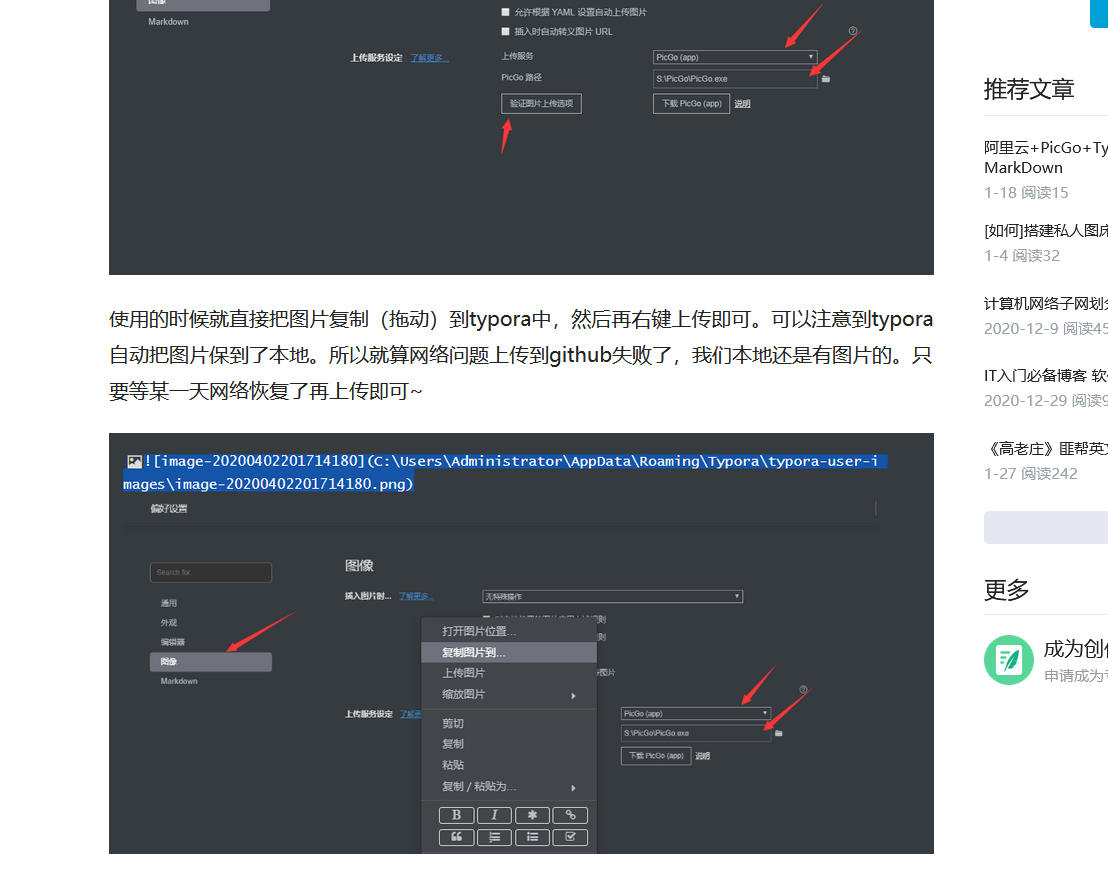 Markdown
允许根据 YAML 设置自动上传图片
插入时自动转义图片 URL
上传服务设定 了解更多...
上传服务
PicGo (app)
PicGo 路径
S:\PicGo\PicGo.exe
验证图片上传选项
下载 PicGo (app) 说明
使用的时候就直接把图片复制（拖动）到typora中，然后再右键上传即可。可以注意到typora
自动把图片保到了本地。所以就算网络问题上传到github失败了，我们本地还是有图片的。只
要等某一天网络恢复了再上传即可~
![image-20200402201714180](C:\Users\Administrator\AppData\Roaming\Typora\typora-user-i
mages\image-20200402201714180.png)
偏好设置
Search for...
通用
外观
编辑器
图像
Markdown
图像
插入图片时... 了解更多...
无特殊操作
上传服务设定 了解更
PicGo (app)
S:\PicGo\PicGo.exe
下载 PicGo (app) 说明
打开图片位置...
复制图片到...
上传图片
缩放图片
剪切
复制
粘贴
复制 / 粘贴为...
B I
推荐文章
阿里云+PicGo+Ty
MarkDown
1-18 阅读15
[如何]搭建私人图床
1-4 阅读32
计算机网络子网划分
2020-12-9 阅读45
IT入门必备博客 软
2020-12-29 阅读9
《高老庄》匪帮英文
1-27 阅读242
更多
成为创作
申请成为专